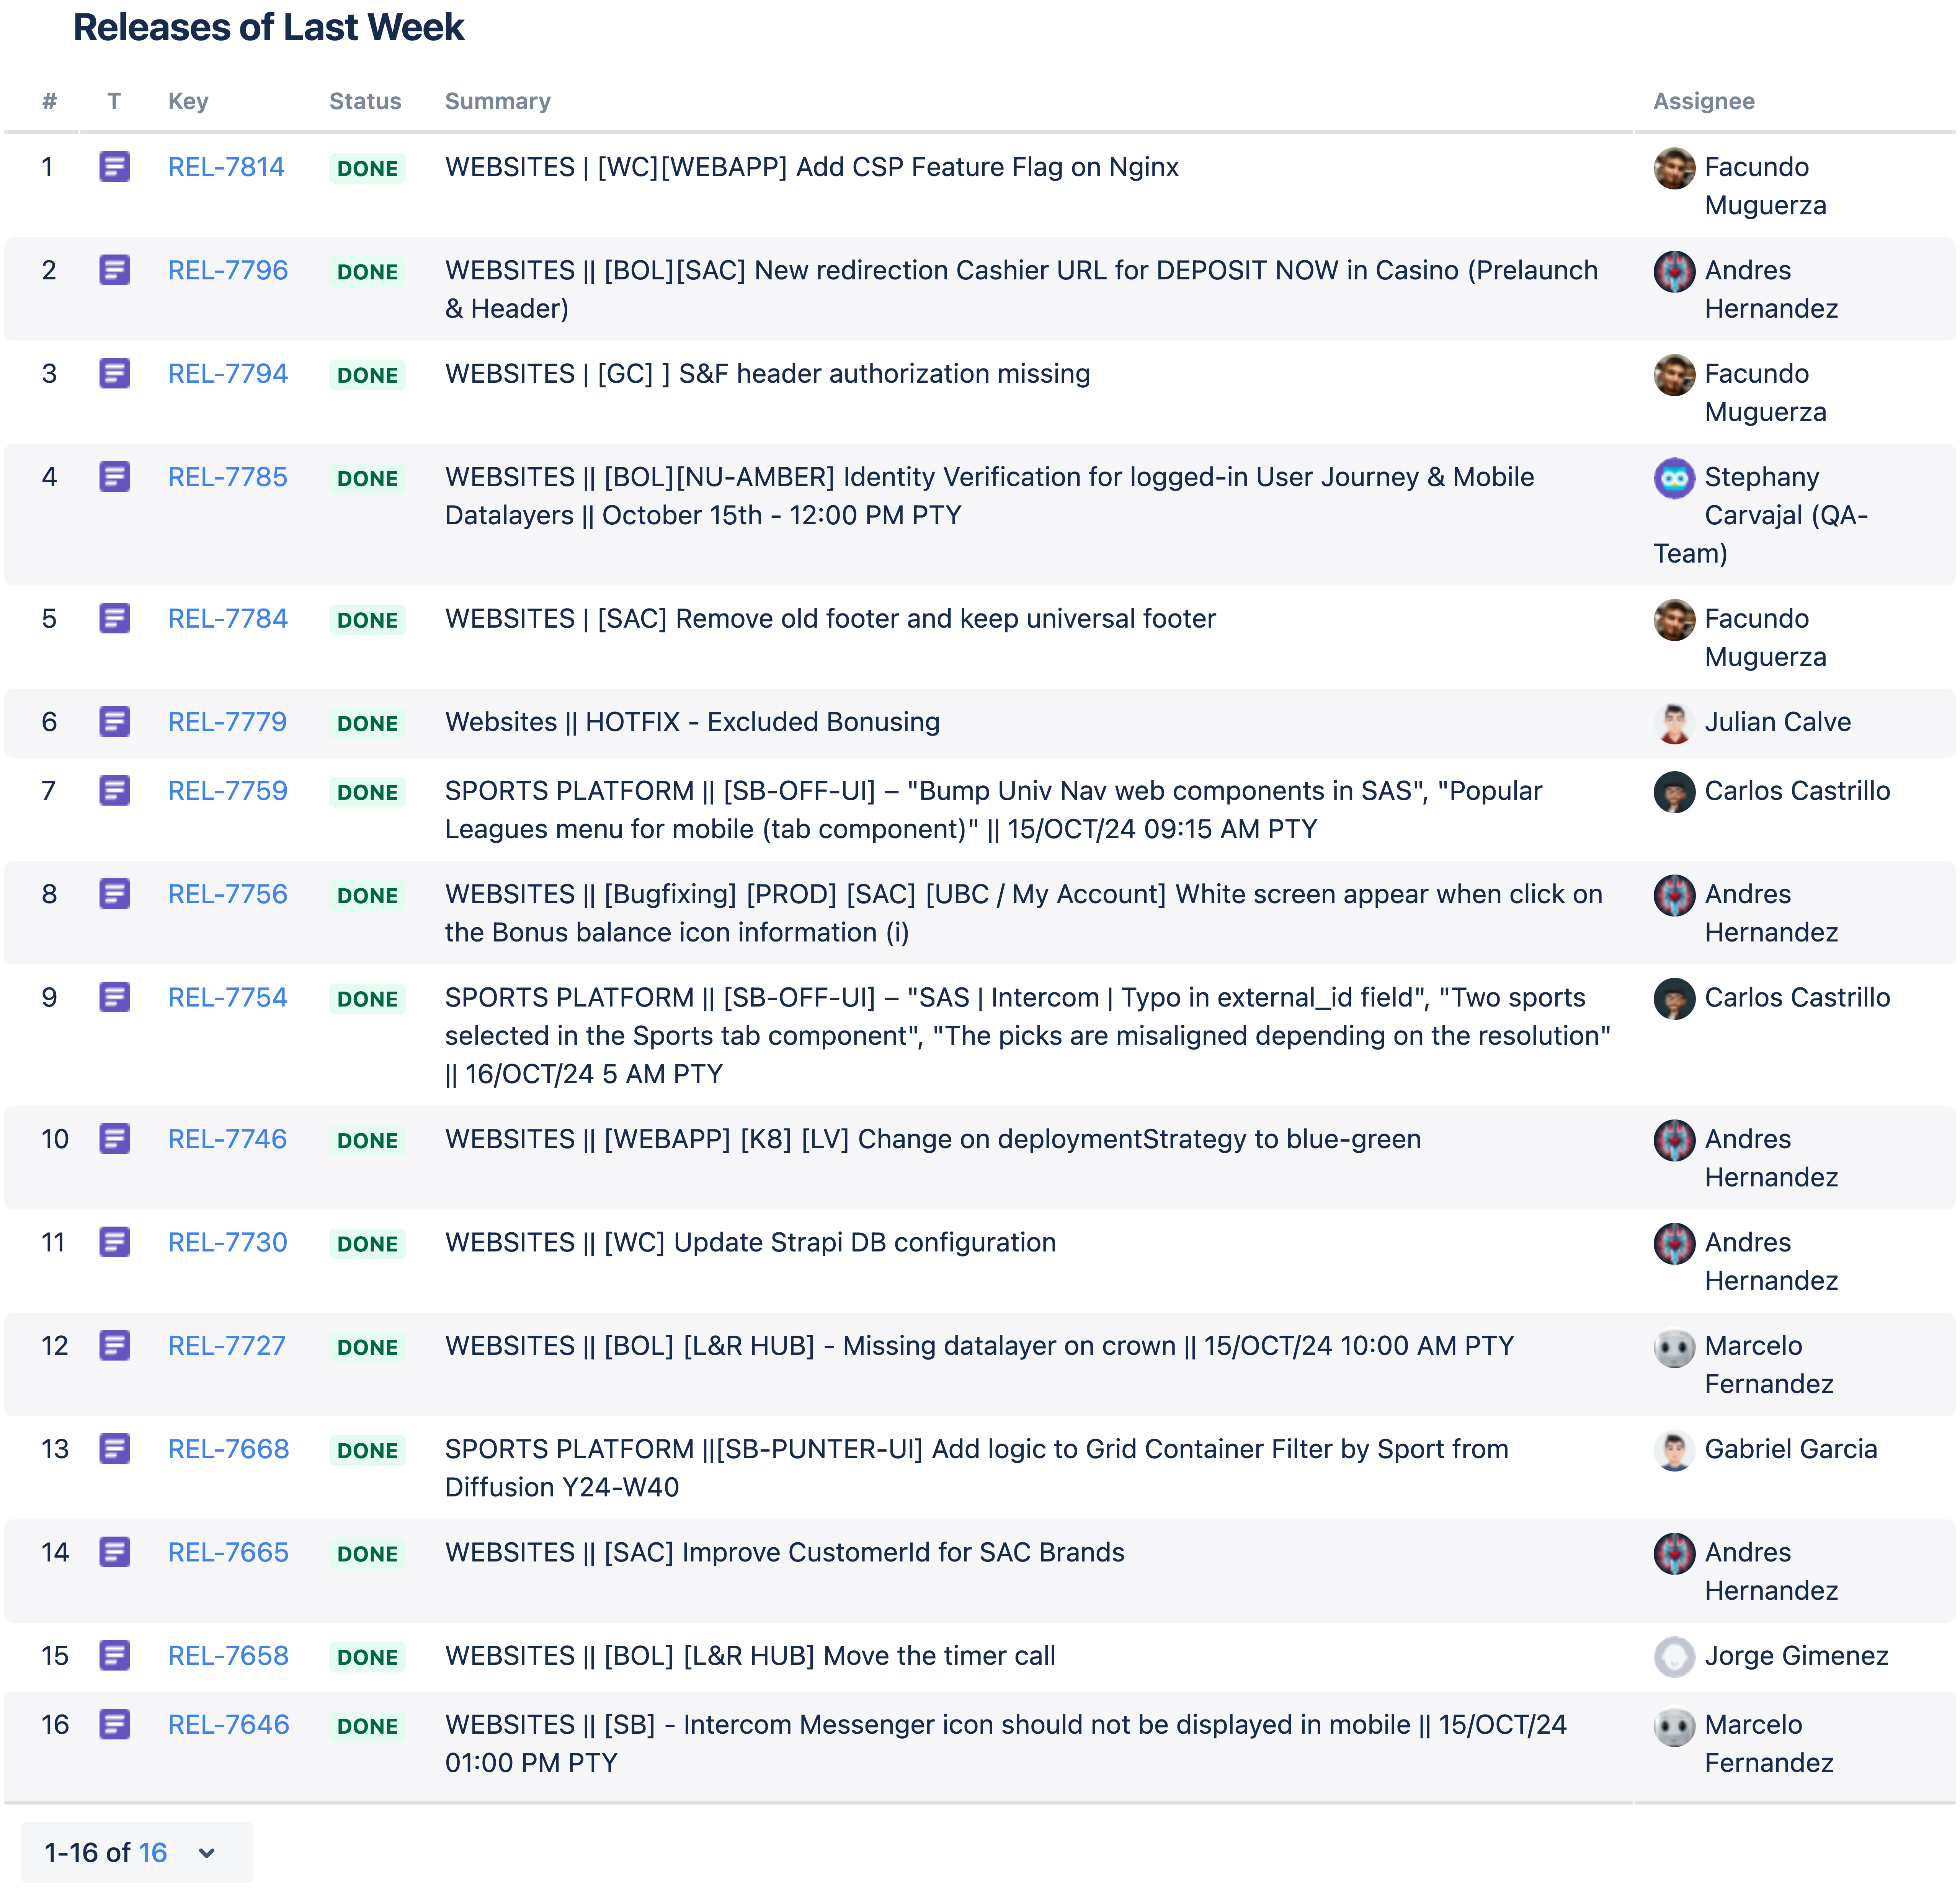 Releases of Last Week
# T Key Status Summary Assignee
1 REL-7814 DONE WEBSITES | [WC][WEBAPP] Add CSP Feature Flag on Nginx Facundo
Muguerza
2 REL-7796 DONE WEBSITES || [BOL][SAC] New redirection Cashier URL for DEPOSIT NOW in Casino (Prelaunch Andres
& Header) Hernandez
3 REL-7794 DONE WEBSITES | [GC] ] S&F header authorization missing Facundo
Muguerza
4 REL-7785 DONE WEBSITES || [BOL][NU-AMBER] Identity Verification for logged-in User Journey & Mobile Stephany
Datalayers || October 15th - 12:00 PM PTY Carvajal (QA-
Team)
5 REL-7784 DONE WEBSITES | [SAC] Remove old footer and keep universal footer Facundo
Muguerza
6 REL-7779 DONE Websites || HOTFIX - Excluded Bonusing Julian Calve
7 REL-7759 DONE SPORTS PLATFORM || [SB-OFF-UI] – "Bump Univ Nav web components in SAS", "Popular Carlos Castrillo
Leagues menu for mobile (tab component)" || 15/OCT/24 09:15 AM PTY
8 REL-7756 DONE WEBSITES || [Bugfixing] [PROD] [SAC] [UBC / My Account] White screen appear when click on Andres
the Bonus balance icon information (i) Hernandez
9 REL-7754 DONE SPORTS PLATFORM || [SB-OFF-UI] – "SAS | Intercom | Typo in external_id field", "Two sports Carlos Castrillo
selected in the Sports tab component", "The picks are misaligned depending on the resolution"
|| 16/OCT/24 5 AM PTY
10 REL-7746 DONE WEBSITES || [WEBAPP] [K8] [LV] Change on deploymentStrategy to blue-green Andres
Hernandez
11 REL-7730 DONE WEBSITES || [WC] Update Strapi DB configuration Andres
Hernandez
12 REL-7727 DONE WEBSITES || [BOL] [L&R HUB] - Missing datalayer on crown || 15/OCT/24 10:00 AM PTY Marcelo
Fernandez
13 REL-7668 DONE SPORTS PLATFORM ||[SB-PUNTER-UI] Add logic to Grid Container Filter by Sport from Gabriel Garcia
Diffusion Y24-W40
14 REL-7665 DONE WEBSITES || [SAC] Improve CustomerId for SAC Brands Andres
Hernandez
15 REL-7658 DONE WEBSITES || [BOL] [L&R HUB] Move the timer call Jorge Gimenez
16 REL-7646 DONE WEBSITES || [SB] - Intercom Messenger icon should not be displayed in mobile || 15/OCT/24 Marcelo
01:00 PM PTY Fernandez
1-16 of 16